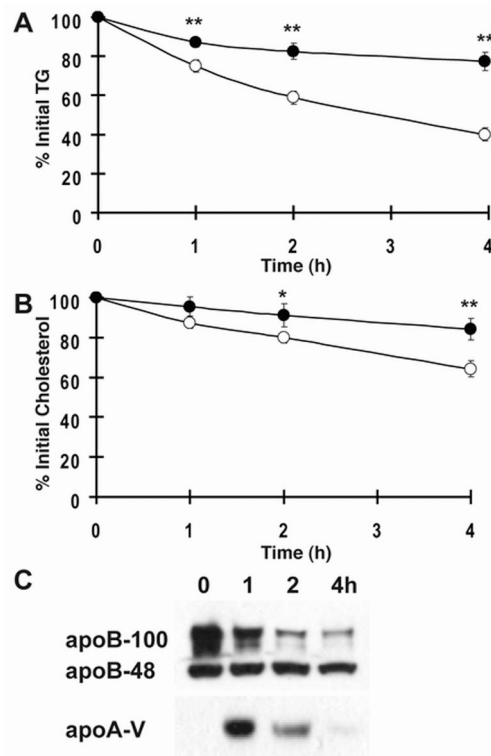 A
** ** **
100
80
60
40
20
0
% Initial TG
0 1 2 3 4
Time (h)
B
* **
100
80
60
40
20
0
% Initial Cholesterol
0 1 2 3 4
Time (h)
C
0 1 2 4h
apoB-100
apoB-48
apoA-V